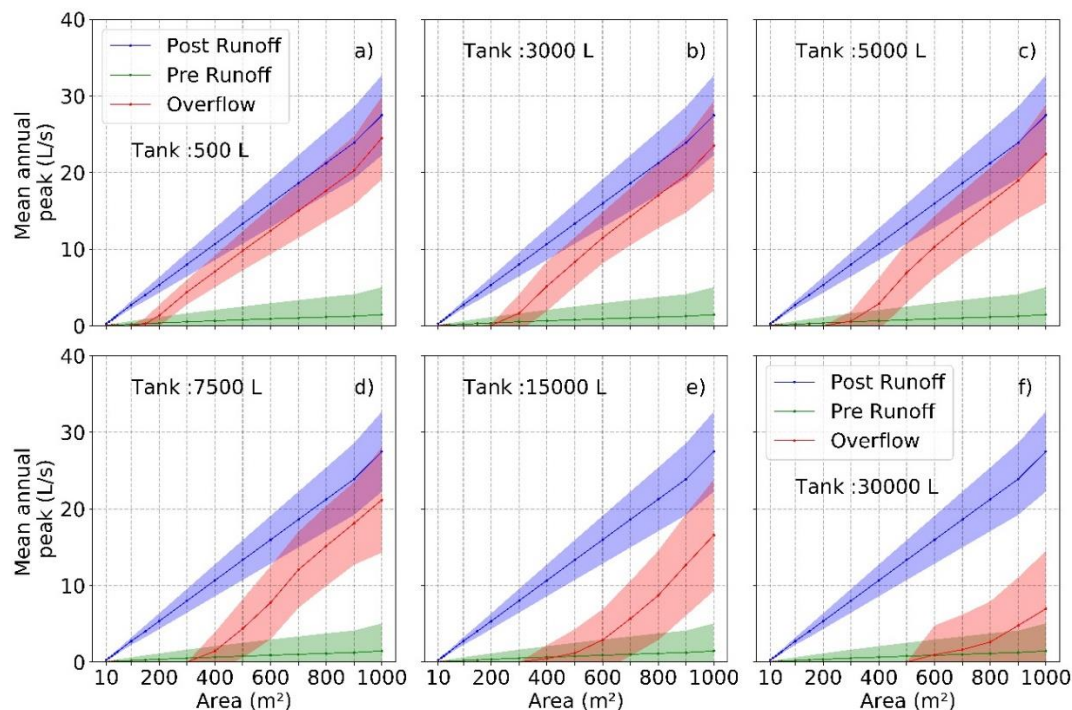 40
30
20
10
0
Mean annual
peak (L/s)
Post Runoff
Pre Runoff
Overflow
a)
Tank :500 L
Tank :3000 L
b)
Tank :5000 L
c)
40
30
20
10
0
Mean annual
peak (L/s)
Tank :7500 L
d)
Tank :15000 L
e)
Post Runoff
Pre Runoff
Overflow
f)
Tank :30000 L
10 200 400 600 800 1000
Area (m²)
10 200 400 600 800 1000
Area (m²)
10 200 400 600 800 1000
Area (m²)